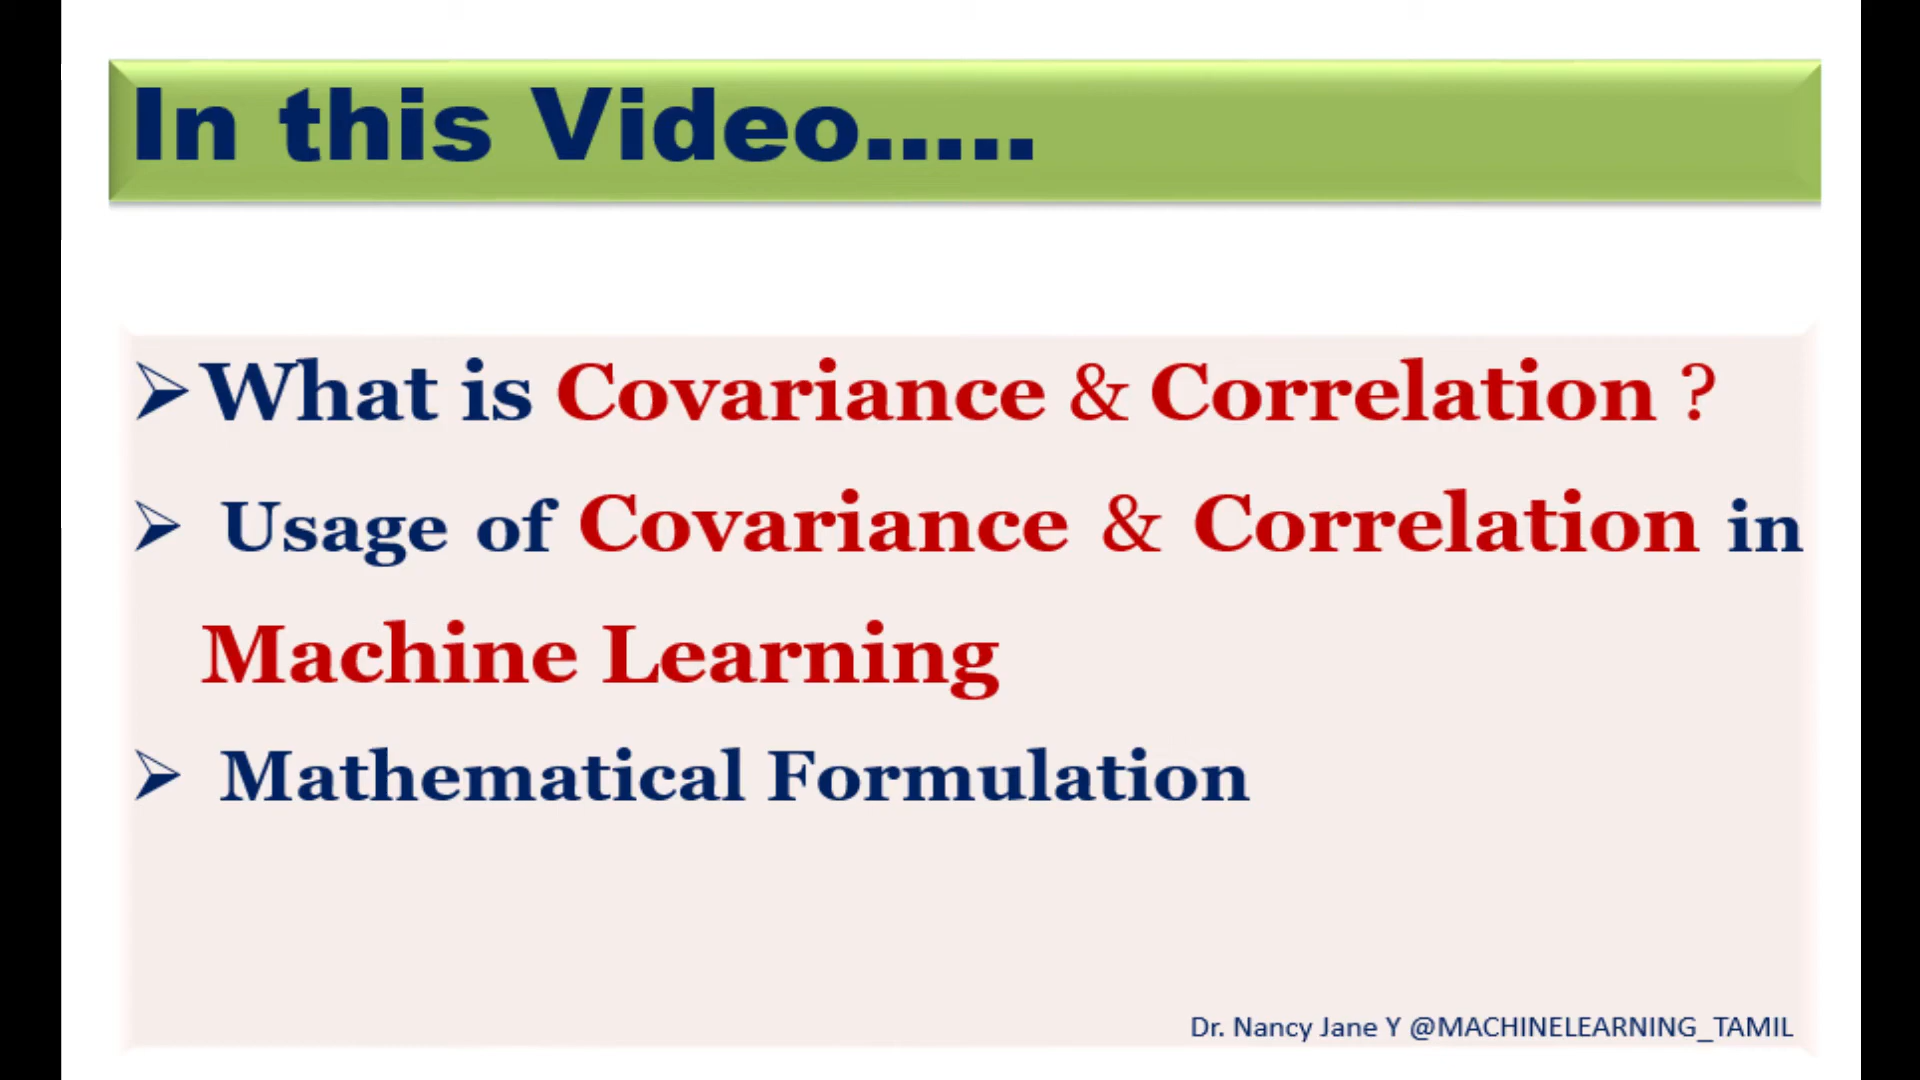 In this Video.....
➢What is Covariance & Correlation ?
➢ Usage of Covariance & Correlation in
Machine Learning
➢ Mathematical Formulation
Dr. Nancy Jane Y @MACHINELEARNING_TAMIL